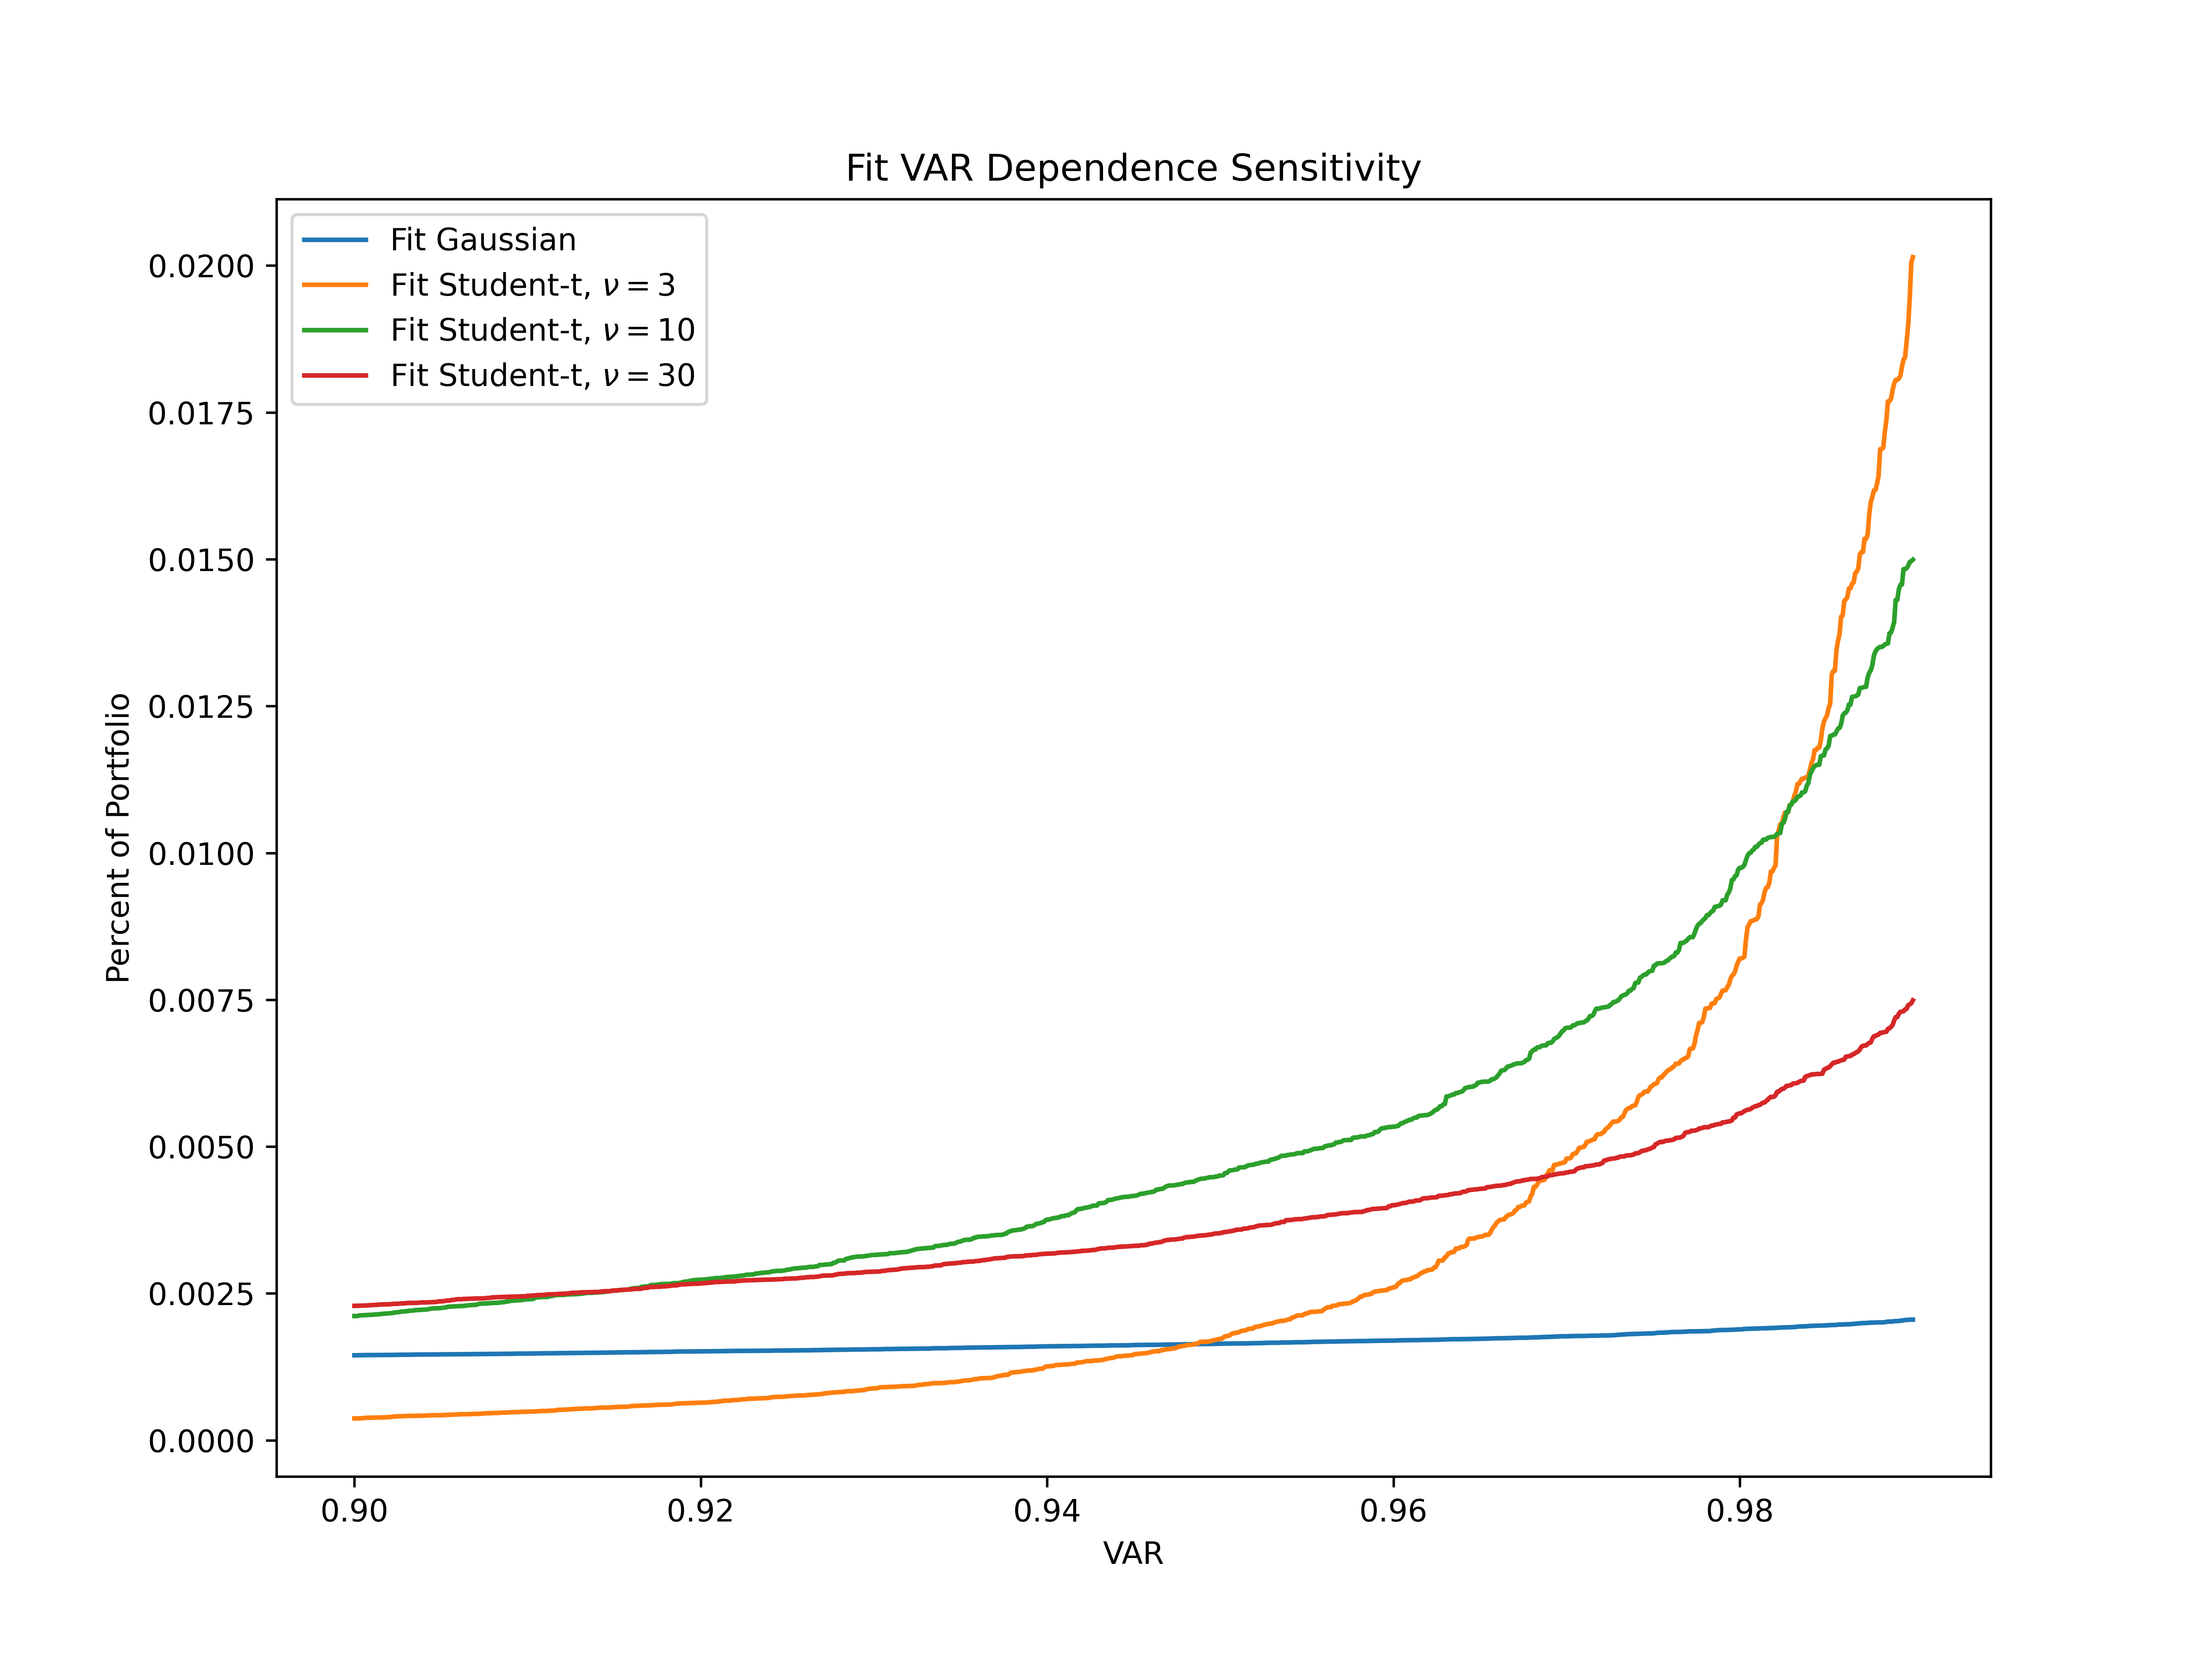 Fit VAR Dependence Sensitivity
Fit Gaussian
Fit Student-t, ν = 3
Fit Student-t, ν = 10
Fit Student-t, ν = 30
Percent of Portfolio
0.0200
0.0175
0.0150
0.0125
0.0100
0.0075
0.0050
0.0025
0.0000
0.90 0.92 0.94 0.96 0.98
VAR